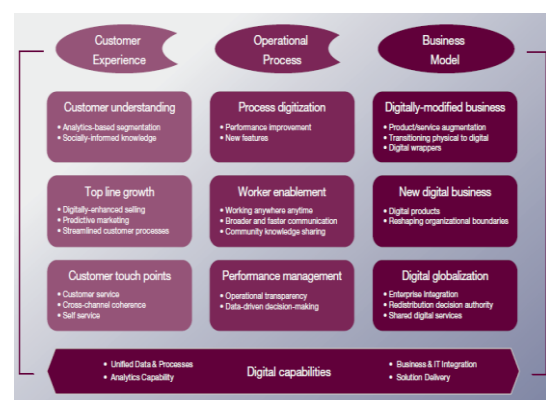 Customer
Experience
Operational
Process
Business
Model
Customer understanding
• Analytics-based segmentation
• Socially-informed knowledge
Process digitization
• Performance improvement
• New features
Digitally-modified business
• Product/service augmentation
• Transitioning physical to digital
• Digital wrappers
Top line growth
• Digitally-enhanced selling
• Predictive marketing
• Streamlined customer processes
Worker enablement
• Working anywhere anytime
• Broader and faster communication
• Community knowledge sharing
New digital business
• Digital products
• Reshaping organizational boundaries
Customer touch points
• Customer service
• Cross-channel coherence
• Self service
Performance management
• Operational transparency
• Data-driven decision-making
Digital globalization
• Enterprise Integration
• Redistribution decision authority
• Shared digital services
• Unified Data & Processes
• Analytics Capability
Digital capabilities
• Business & IT Integration
• Solution Delivery